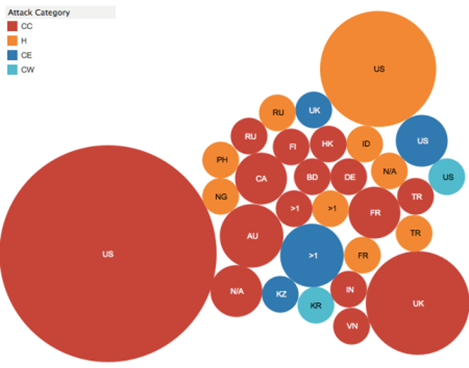 Attack Category
CC
H
CE
CW
US
RU
UK
RU
FI
HK
ID
US
PH
CA
BD
DE
N/A
US
NG
>1
>1
FR
TR
AU
TR
US
>1
FR
N/A
KZ
KR
IN
UK
VN